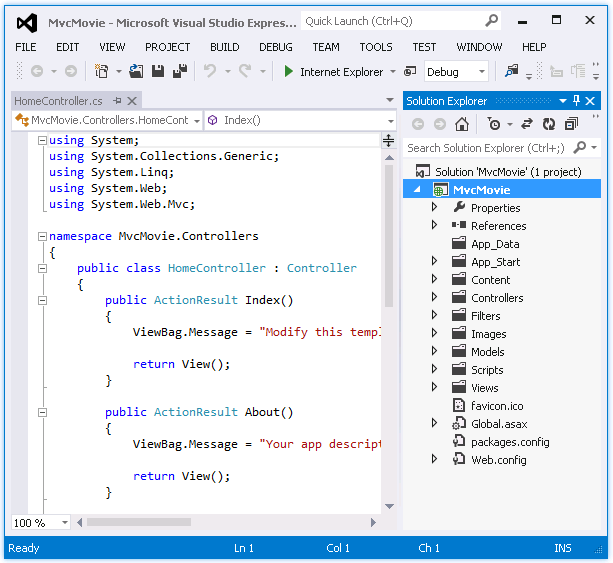 MvcMovie - Microsoft Visual Studio Expres...
Quick Launch (Ctrl+Q)
FILE EDIT VIEW PROJECT BUILD DEBUG TEAM TOOLS TEST WINDOW HELP
Internet Explorer Debug
HomeController.cs
MvcMovie.Controllers.HomeCont
Index()
using System;
using System.Collections.Generic;
using System.Linq;
using System.Web;
using System.Web.Mvc;
namespace MvcMovie.Controllers
{
public class HomeController : Controller
{
public ActionResult Index()
{
ViewBag.Message = "Modify this templ
return View();
}
public ActionResult About()
{
ViewBag.Message = "Your app descript
return View();
}
100 %
Solution Explorer
Search Solution Explorer (Ctrl+;)
Solution 'MvcMovie' (1 project)
MvcMovie
Properties
References
App_Data
App_Start
Content
Controllers
Filters
Images
Models
Scripts
Views
favicon.ico
Global.asax
packages.config
Web.config
Ready Ln 1 Col 1 Ch 1 INS